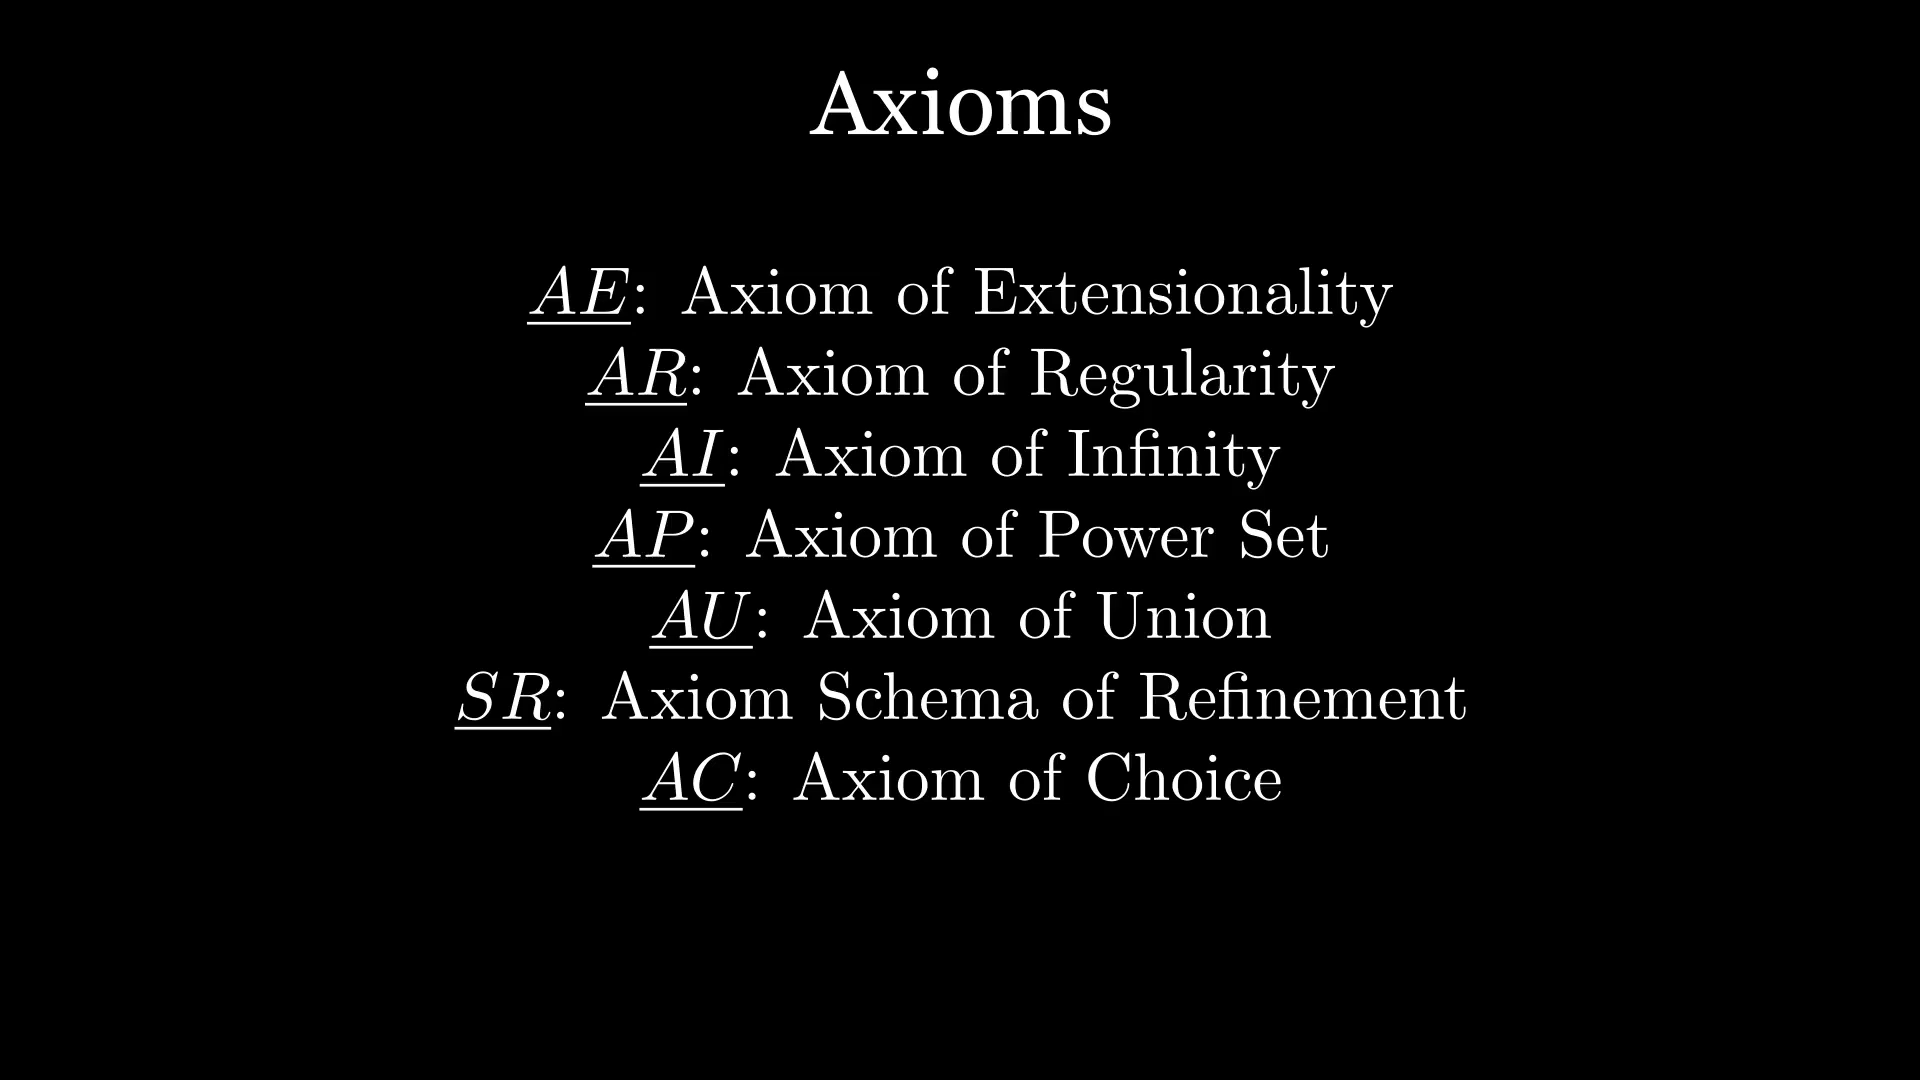 Axioms
AE: Axiom of Extensionality
AR: Axiom of Regularity
AI: Axiom of Infinity
AP: Axiom of Power Set
AU: Axiom of Union
SR: Axiom Schema of Refinement
AC: Axiom of Choice